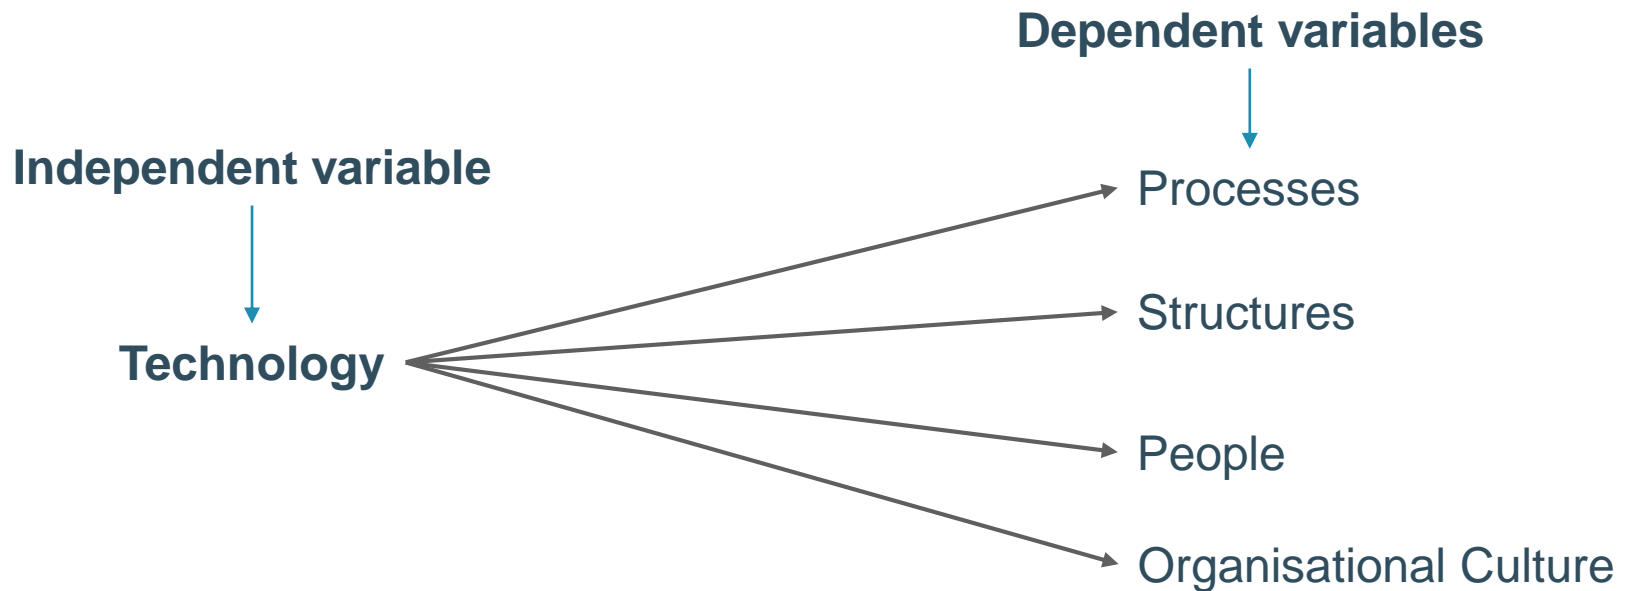 Dependent variables
Independent variable
Processes
Structures
Technology
People
Organisational Culture